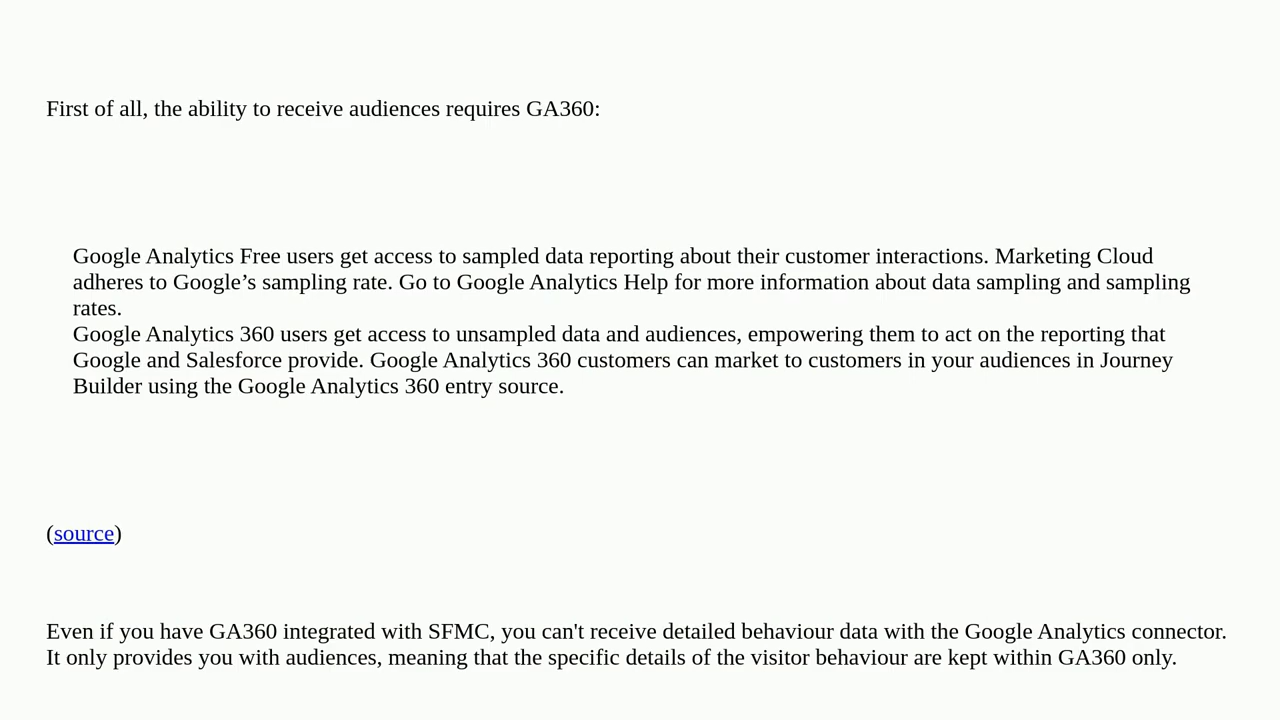 First of all, the ability to receive audiences requires GA360:
Google Analytics Free users get access to sampled data reporting about their customer interactions. Marketing Cloud
adheres to Google’s sampling rate. Go to Google Analytics Help for more information about data sampling and sampling
rates.
Google Analytics 360 users get access to unsampled data and audiences, empowering them to act on the reporting that
Google and Salesforce provide. Google Analytics 360 customers can market to customers in your audiences in Journey
Builder using the Google Analytics 360 entry source.
(source)
Even if you have GA360 integrated with SFMC, you can't receive detailed behaviour data with the Google Analytics connector.
It only provides you with audiences, meaning that the specific details of the visitor behaviour are kept within GA360 only.